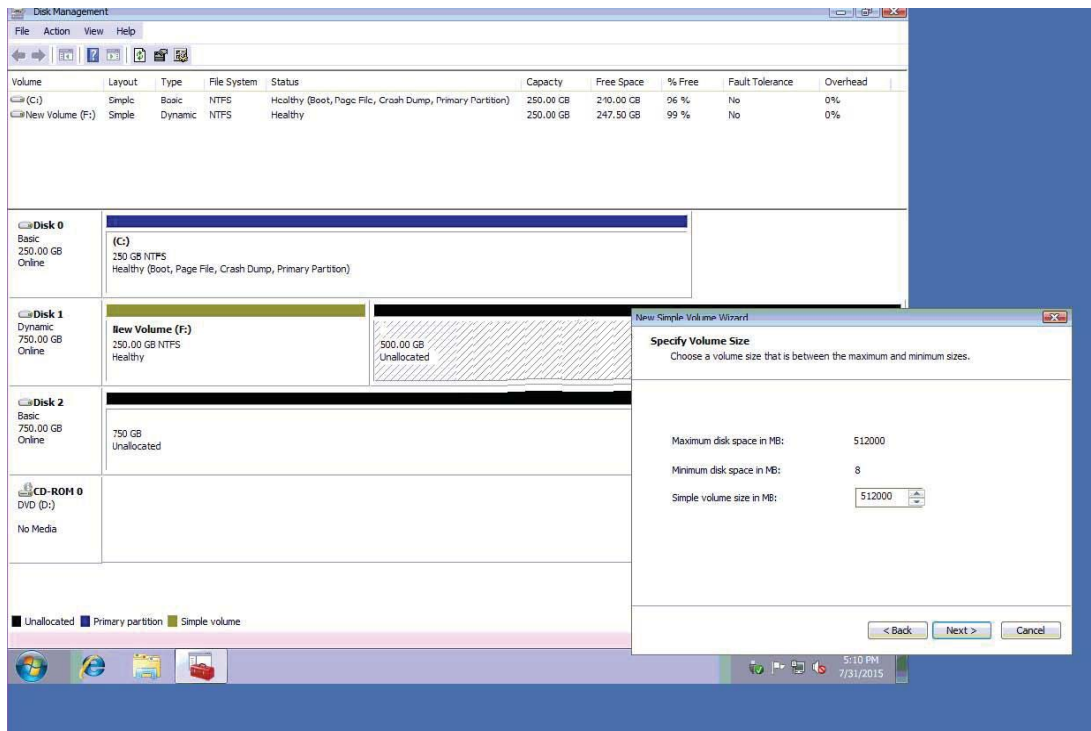 Disk Management
File Action View Help
Volume Layout Type File System Status Capacty Free Space % Free Fault Tolerance Overhead
(C:) Simple Basic NTFS Healthy (Boot, Page File, Crash Dump, Primary Partition) 250.00 GB 240.00 GB 96 % No 0%
New Volume (F:) Simple Dynamic NTFS Healthy 250.00 GB 247.50 GB 99 % No 0%
Disk 0
Basic
250.00 GB
Online
(C:)
250 GB NTFS
Healthy (Boot, Page File, Crash Dump, Primary Partition)
Disk 1
Dynamic
750.00 GB
Online
New Volume (F:)
250.00 GB NTFS
Healthy
500.00 GB
Unallocated
Disk 2
Basic
750.00 GB
Online
750 GB
Unallocated
CD-ROM 0
DVD (D:)
No Media
Unallocated Primary partition Simple volume
New Simple Volume Wizard
Specify Volume Size
Choose a volume size that is between the maximum and minimum sizes.
Maximum disk space in MB: 512000
Minimum disk space in MB: 8
Simple volume size in MB: 512000
< Back Next > Cancel
5:10 PM
7/31/2015